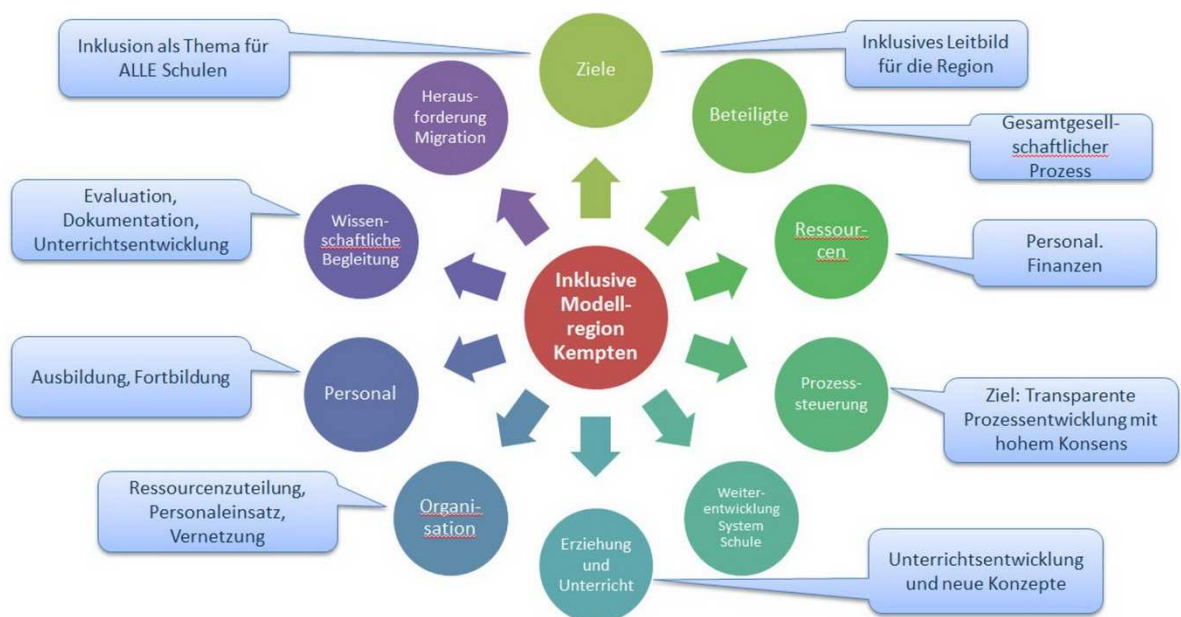 Inklusion als Thema für
ALLE Schulen
Ziele
Inklusives Leitbild
für die Region
Heraus-
forderung
Migration
Beteiligte
Gesamtgesell-
schaftlicher
Prozess
Evaluation,
Dokumentation,
Unterrichtsentwicklung
Wissen-
schaftliche
Begleitung
Ressour-
cen
Personal.
Finanzen
Inklusive
Modell-
region
Kempten
Ausbildung, Fortbildung
Personal
Prozess-
steuerung
Ziel: Transparente
Prozessentwicklung mit
hohem Konsens
Ressourcenzuteilung,
Personaleinsatz,
Vernetzung
Organi-
sation
Weiter-
entwicklung
System
Schule
Erziehung
und
Unterricht
Unterrichtsentwicklung
und neue Konzepte